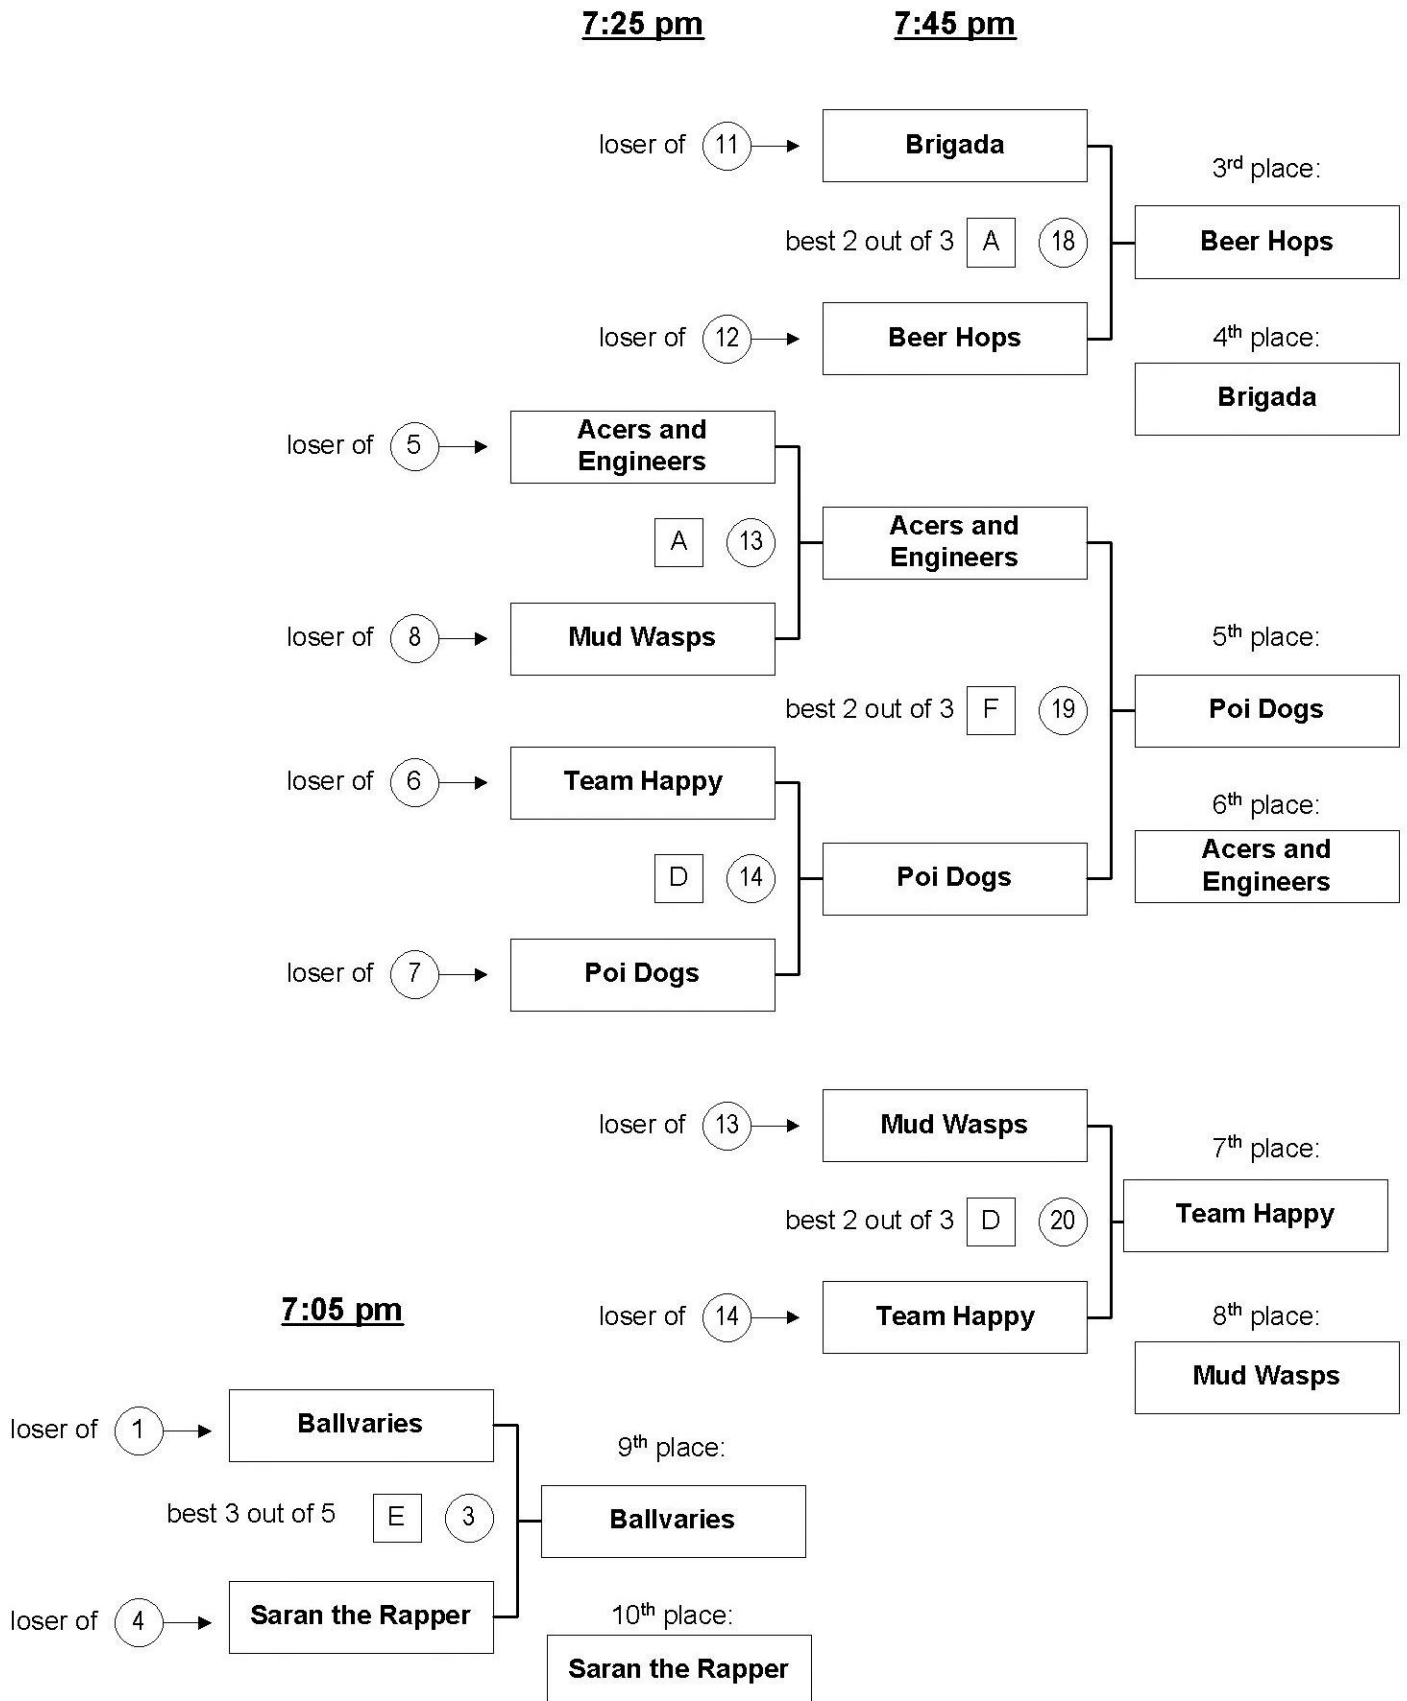 7:25 pm 7:45 pm
loser of 11 Brigada
3rd place:
best 2 out of 3 A 18 Beer Hops
loser of 12 Beer Hops
4th place:
Brigada
loser of 5 Acers and
Engineers
A 13 Acers and
Engineers
loser of 8 Mud Wasps
5th place:
best 2 out of 3 F 19 Poi Dogs
loser of 6 Team Happy
6th place:
Acers and
Engineers
D 14 Poi Dogs
loser of 7 Poi Dogs
loser of 13 Mud Wasps
7th place:
best 2 out of 3 D 20 Team Happy
7:05 pm
loser of 14 Team Happy
8th place:
Mud Wasps
loser of 1 Ballvaries
9th place:
best 3 out of 5 E 3 Ballvaries
loser of 4 Saran the Rapper
10th place:
Saran the Rapper